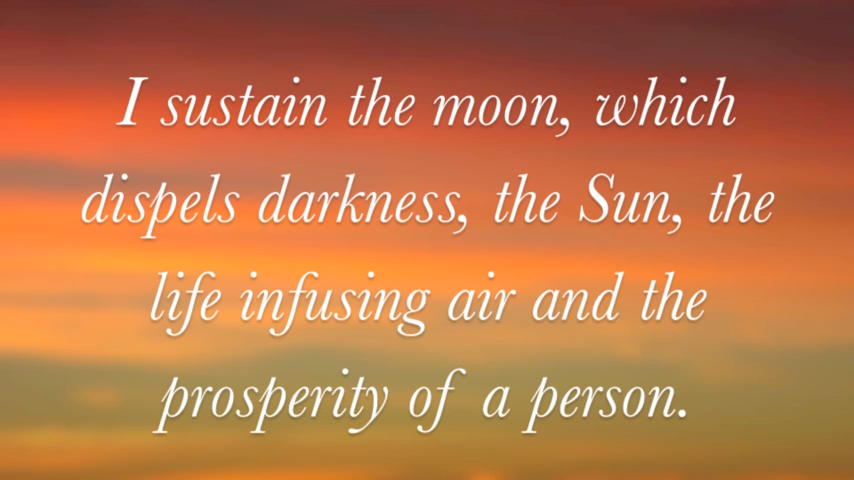 I sustain the moon, which
dispels darkness, the Sun, the
life infusing air and the
prosperity of a person.